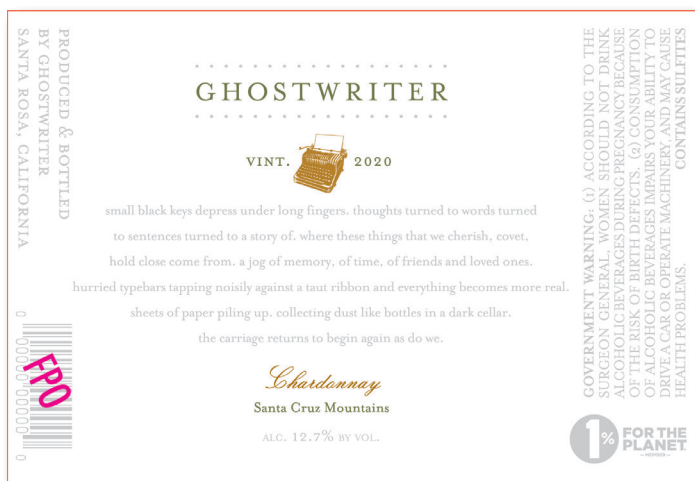 PRODUCED & BOTTLED
BY GHOSTWRITER
SANTA ROSA, CALIFORNIA
GHOSTWRITER
VINT. 2020
small black keys depress under long fingers. thoughts turned to words turned
to sentences turned to a story of. where these things that we cherish, covet,
hold close come from. a jog of memory, of time, of friends and loved ones.
hurried typebars tapping noisily against a taut ribbon and everything becomes more real.
sheets of paper piling up. collecting dust like bottles in a dark cellar.
the carriage returns to begin again as do we.
Chardonnay
Santa Cruz Mountains
ALC. 12.7% BY VOL.
0 00000 00000 0
FPO
GOVERNMENT WARNING: (1) ACCORDING TO THE
SURGEON GENERAL, WOMEN SHOULD NOT DRINK
ALCOHOLIC BEVERAGES DURING PREGNANCY BECAUSE
OF THE RISK OF BIRTH DEFECTS. (2) CONSUMPTION
OF ALCOHOLIC BEVERAGES IMPAIRS YOUR ABILITY TO
DRIVE A CAR OR OPERATE MACHINERY, AND MAY CAUSE
HEALTH PROBLEMS. CONTAINS SULFITES
1% FOR THE
PLANET
MEMBER